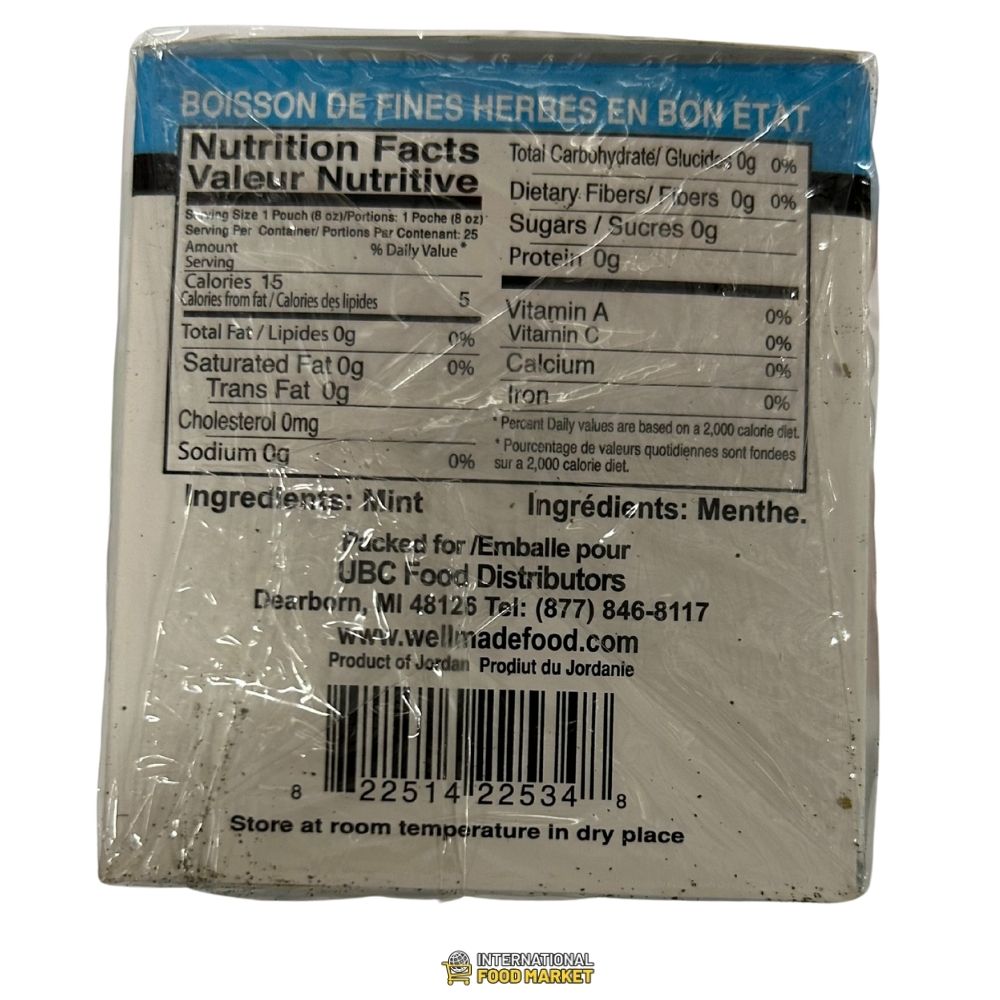 BOISSON DE FINES HERBES EN BON ÉTAT
Nutrition Facts
Valeur Nutritive
Serving Size 1 Pouch (8 oz)/Portions: 1 Poche (8 oz)
Serving Per Container/ Portions Par Contenant: 25
Amount
Serving
% Daily Value*
Calories 15
Calories from fat / Calories des lipides 5
Total Fat / Lipides 0g 0%
Saturated Fat 0g 0%
Trans Fat 0g
Cholesterol 0mg
Sodium 0g 0%
Total Carbohydrate/ Glucides 0g 0%
Dietary Fibers/ Fibers 0g 0%
Sugars / Sucres 0g
Protein 0g
Vitamin A 0%
Vitamin C 0%
Calcium 0%
Iron 0%
* Percent Daily values are based on a 2,000 calorie diet.
* Pourcentage de valeurs quotidiennes sont fondees
sur a 2,000 calorie diet.
Ingredients: Mint
Ingrédients: Menthe.
Packed for /Emballe pour
UBC Food Distributors
Dearborn, MI 48126 Tel: (877) 846-8117
www.wellmadefood.com
Product of Jordan Prodiut du Jordanie
8 22514 22534 8
Store at room temperature in dry place
INTERNATIONAL
FOOD MARKET